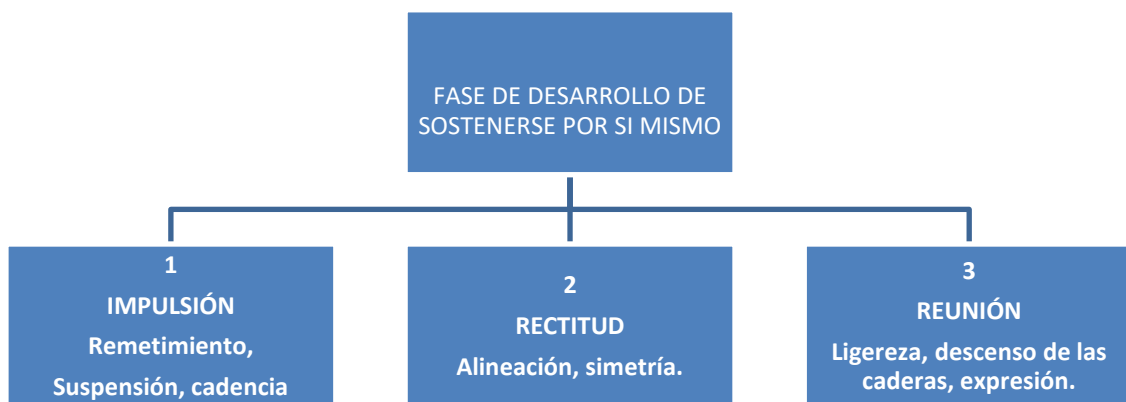 FASE DE DESARROLLO DE
SOSTENERSE POR SI MISMO
1
IMPULSIÓN
Remetimiento,
Suspensión, cadencia
2
RECTITUD
Alineación, simetría.
3
REUNIÓN
Ligereza, descenso de las
caderas, expresión.